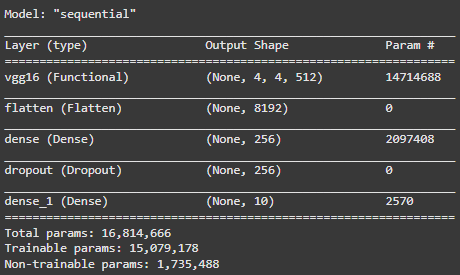 Model: "sequential"
Layer (type) Output Shape Param #
vgg16 (Functional) (None, 4, 4, 512) 14714688
flatten (Flatten) (None, 8192) 0
dense (Dense) (None, 256) 2097408
dropout (Dropout) (None, 256) 0
dense_1 (Dense) (None, 10) 2570
Total params: 16,814,666
Trainable params: 15,079,178
Non-trainable params: 1,735,488